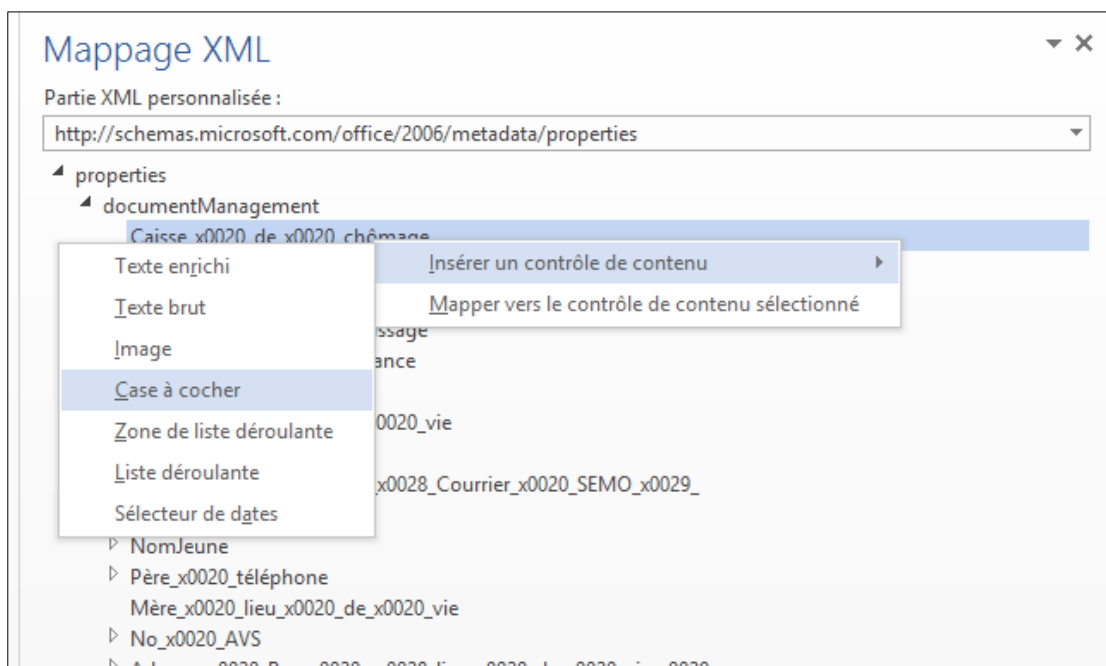 Mappage XML
Partie XML personnalisée :
http://schemas.microsoft.com/office/2006/metadata/properties
properties
documentManagement
Caisse_x0020_de_x0020_chômage
Texte enrichi
Insérer un contrôle de contenu
Texte brut
Mapper vers le contrôle de contenu sélectionné
ssage
Image
ance
Case à cocher
Zone de liste déroulante
0020_vie
Liste déroulante
x0028_Courrier_x0020_SEMO_x0029_
Sélecteur de dates
NomJeune
Père_x0020_téléphone
Mère_x0020_lieu_x0020_de_x0020_vie
No_x0020_AVS